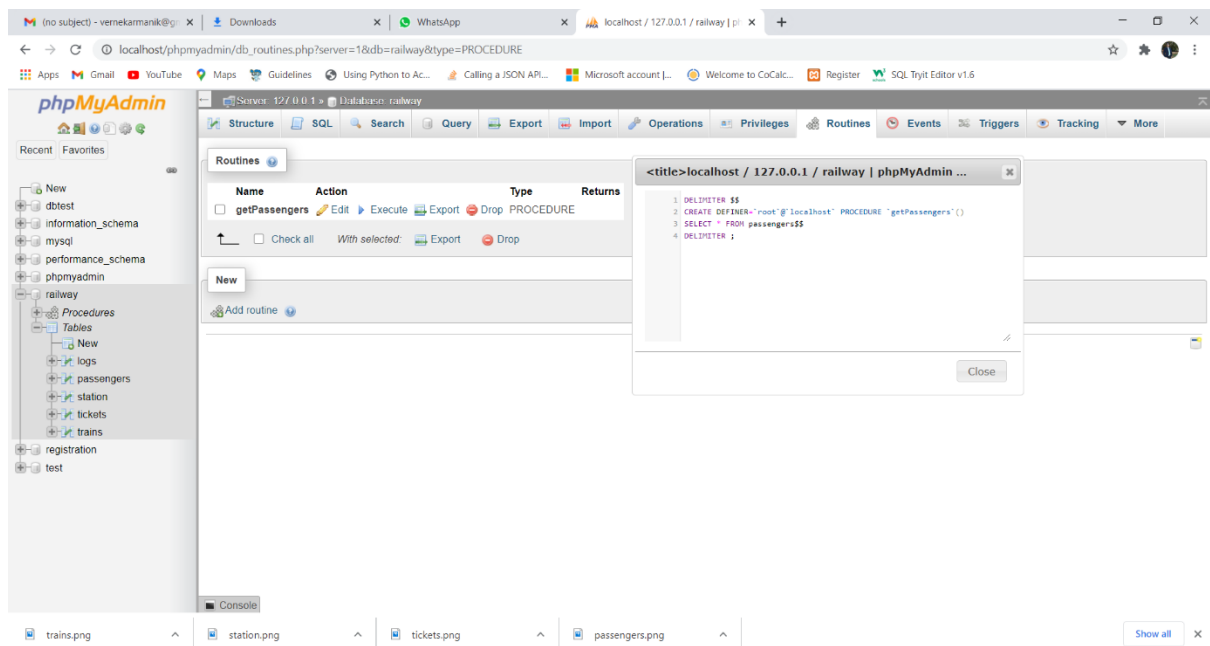 (no subject) - vernekarmanik@g
Downloads
WhatsApp
localhost / 127.0.0.1 / railway | ph
localhost/phpmyadmin/db_routines.php?server=1&db=railway&type=PROCEDURE
Apps Gmail YouTube Maps Guidelines Using Python to Ac... Calling a JSON API... Microsoft account |... Welcome to CoCalc... Register SQL Tryit Editor v1.6
phpMyAdmin
Recent Favorites
New
dbtest
information_schema
mysql
performance_schema
phpmyadmin
railway
Procedures
Tables
New
logs
passengers
station
tickets
trains
registration
test
Server: 127.0.0.1 » Database: railway
Structure SQL Search Query Export Import Operations Privileges Routines Events Triggers Tracking More
Routines
Name Action Type Returns
getPassengers Edit Execute Export Drop PROCEDURE
Check all With selected: Export Drop
New
Add routine
<title>localhost / 127.0.0.1 / railway | phpMyAdmin ...
1 DELIMITER $$
2 CREATE DEFINER=`root`@`localhost` PROCEDURE `getPassengers`()
3 SELECT * FROM passengers$$
4 DELIMITER ;
Close
Console
trains.png station.png tickets.png passengers.png Show all